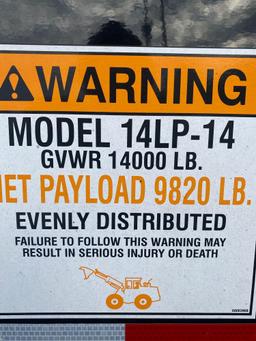 WARNING
MODEL 14LP-14
GVWR 14000 LB.
NET PAYLOAD 9820 LB.
EVENLY DISTRIBUTED
FAILURE TO FOLLOW THIS WARNING MAY
RESULT IN SERIOUS INJURY OR DEATH